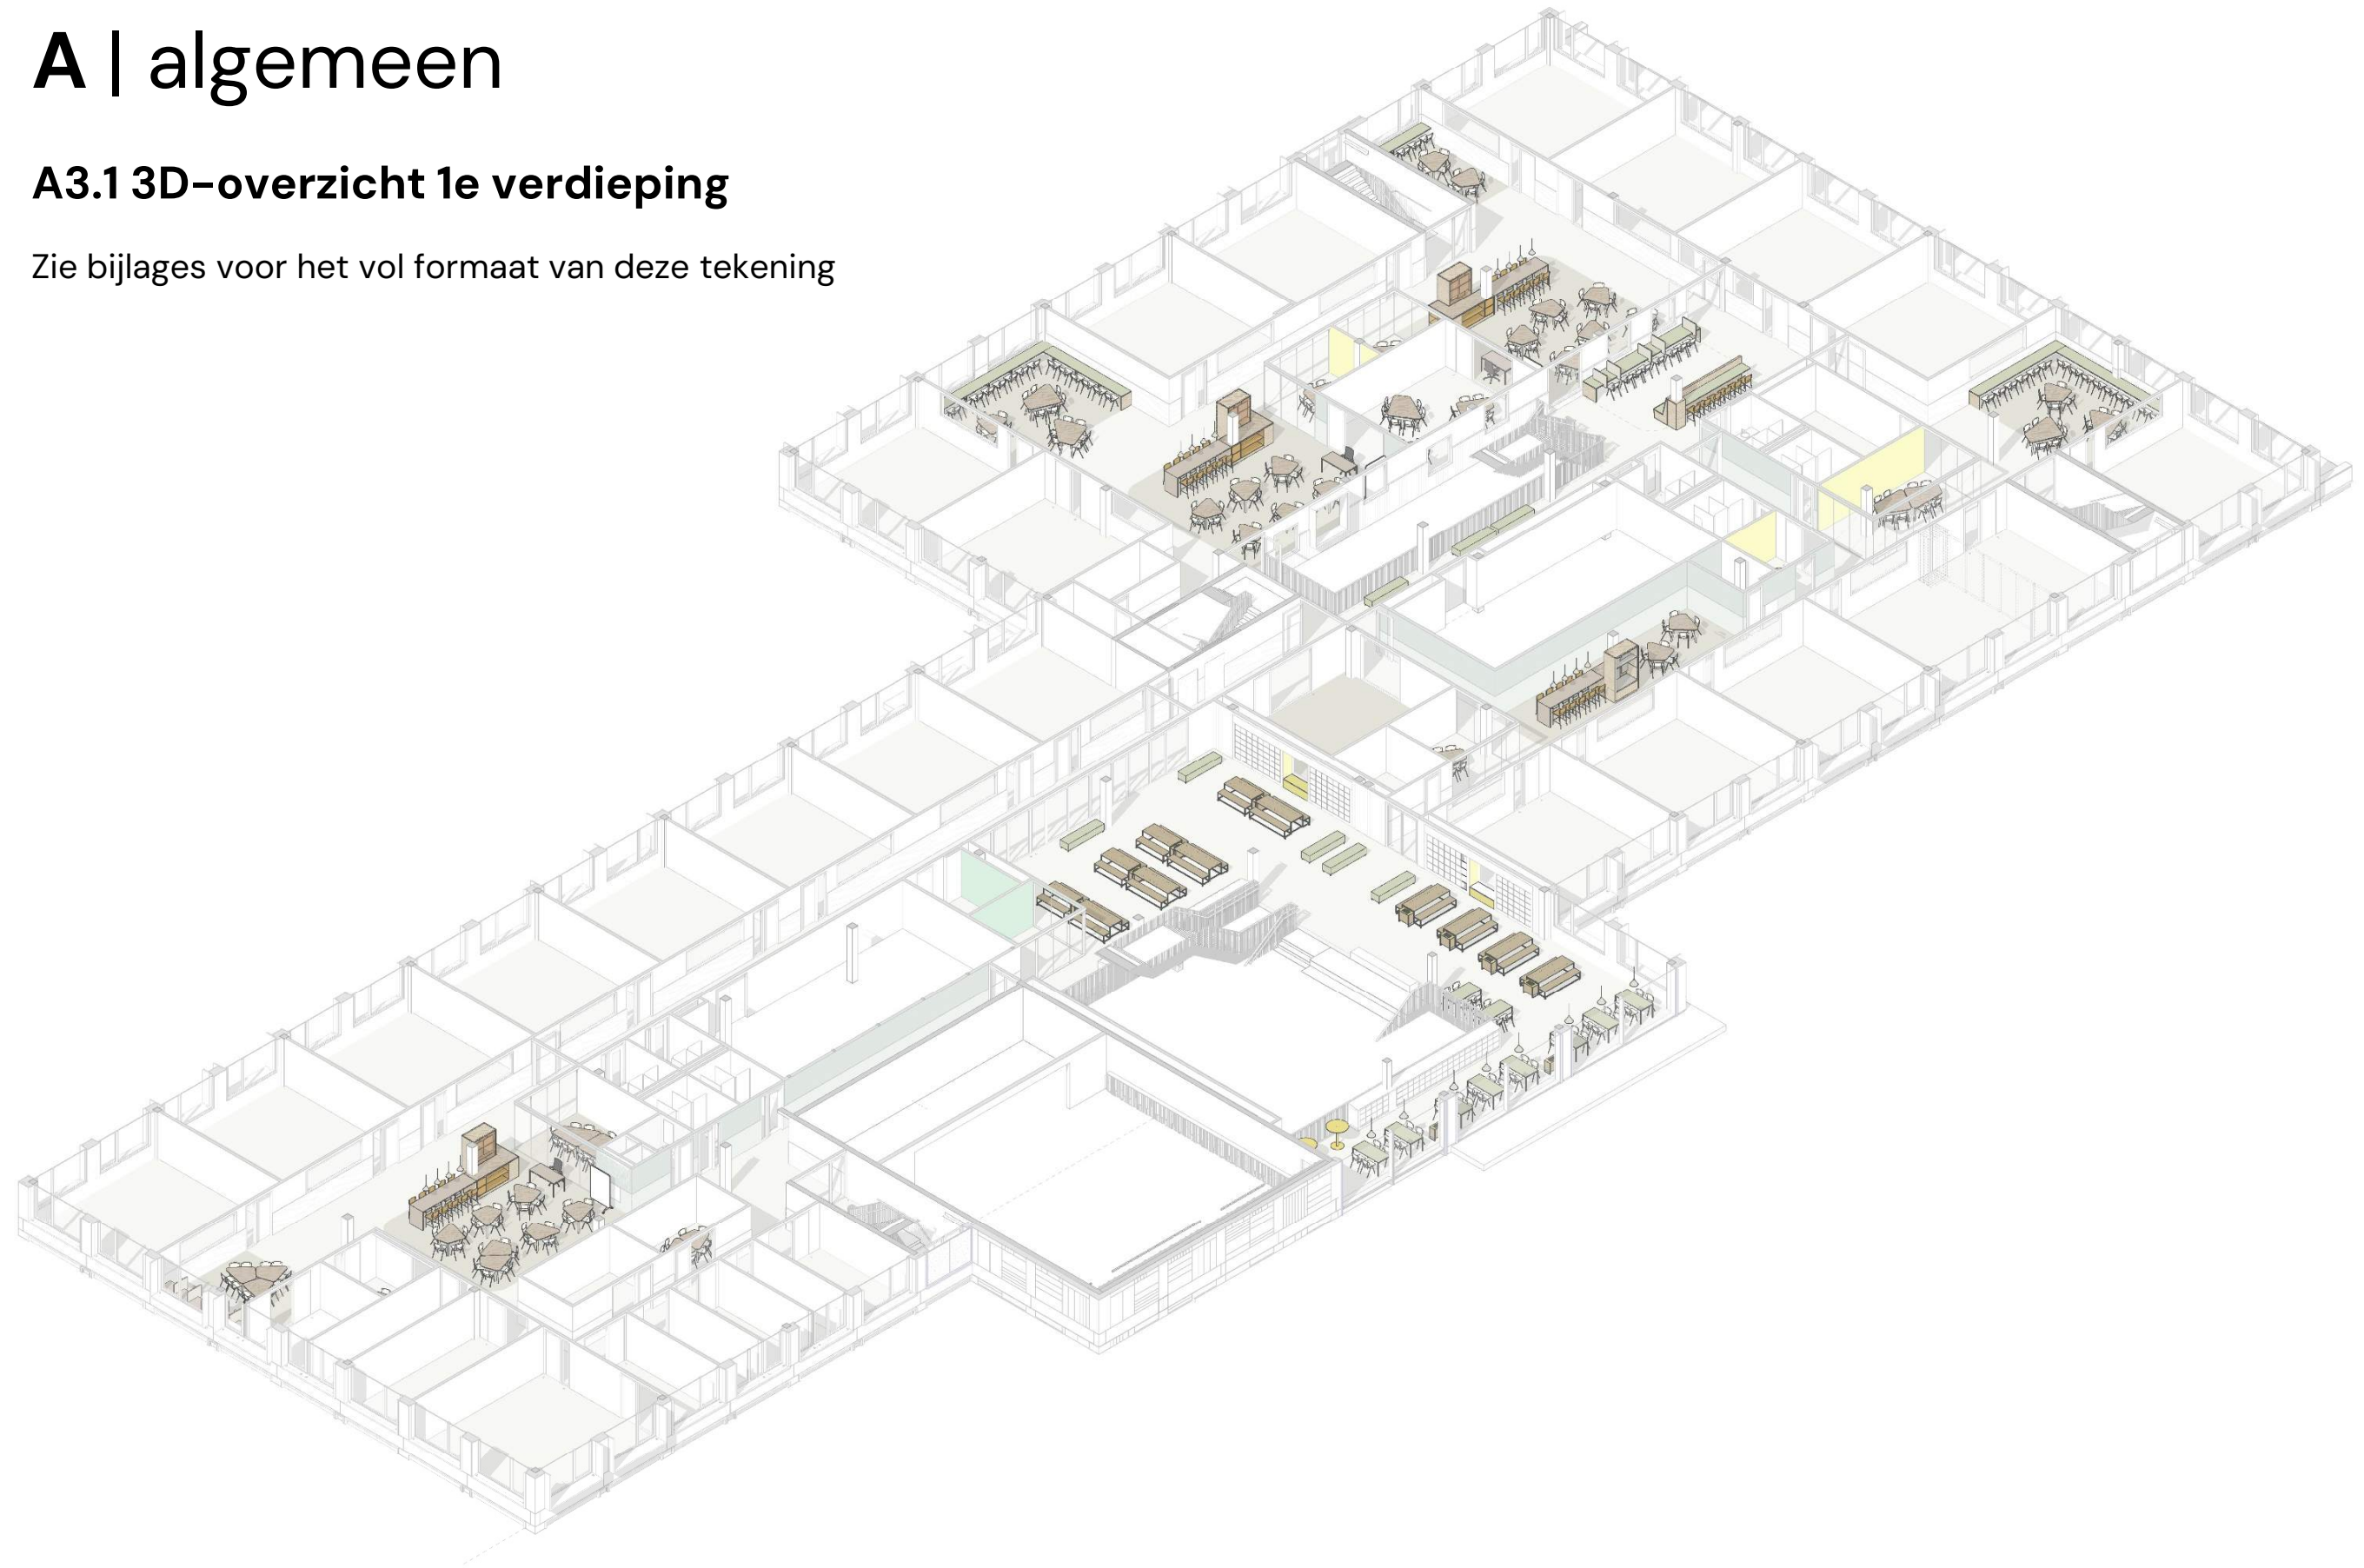 A | algemeen
A3.1 3D-overzicht 1e verdieping
Zie bijlages voor het vol formaat van deze tekening